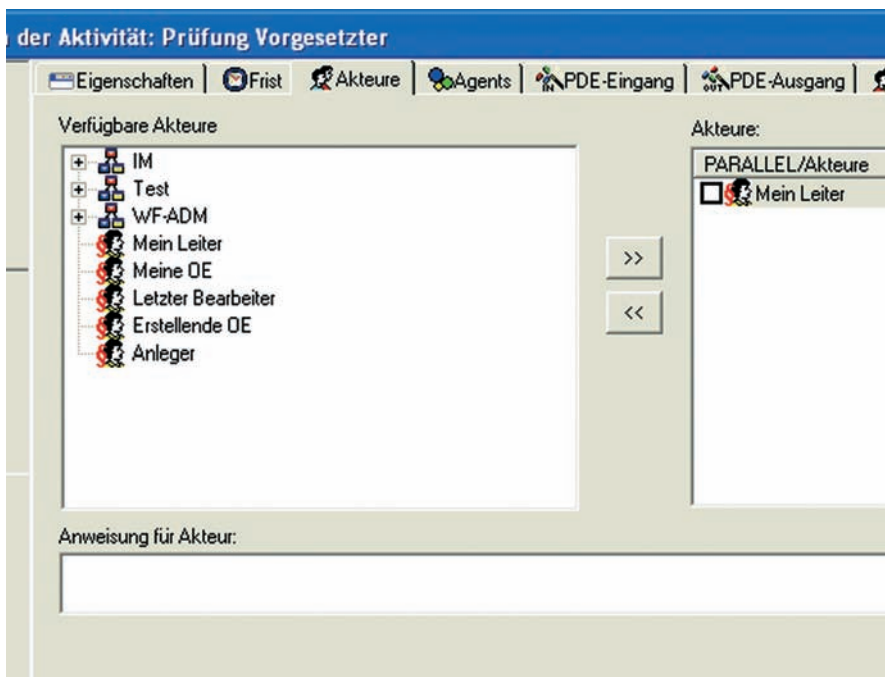 der Aktivität: Prüfung Vorgesetzter
Eigenschaften Frist Akteure Agents PDE-Eingang PDE-Ausgang
Verfügbare Akteure
IM
Test
WF-ADM
Mein Leiter
Meine OE
Letzter Bearbeiter
Erstellende OE
Anleger
>>
<<
Akteure:
PARALLEL/Akteure
Mein Leiter
Anweisung für Akteur: